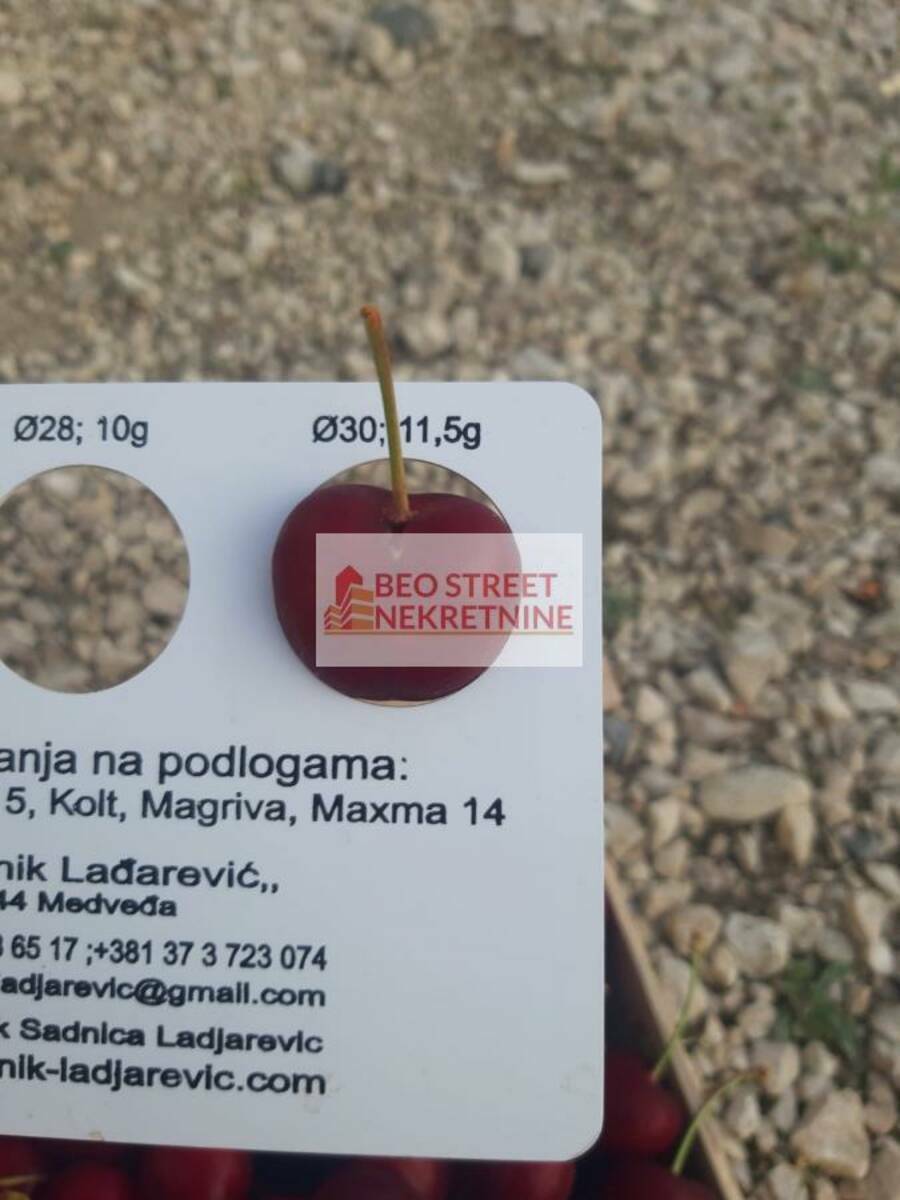 Ø28; 10g Ø30; 11,5g
BEO STREET
NEKRETNINE
anja na podlogama:
5, Kolt, Magriva, Maxma 14
nik Lađarević,,
44 Medveđa
65 17 ;+381 37 3 723 074
adjarevic@gmail.com
k Sadnica Ladjarevic
nik-ladjarevic.com